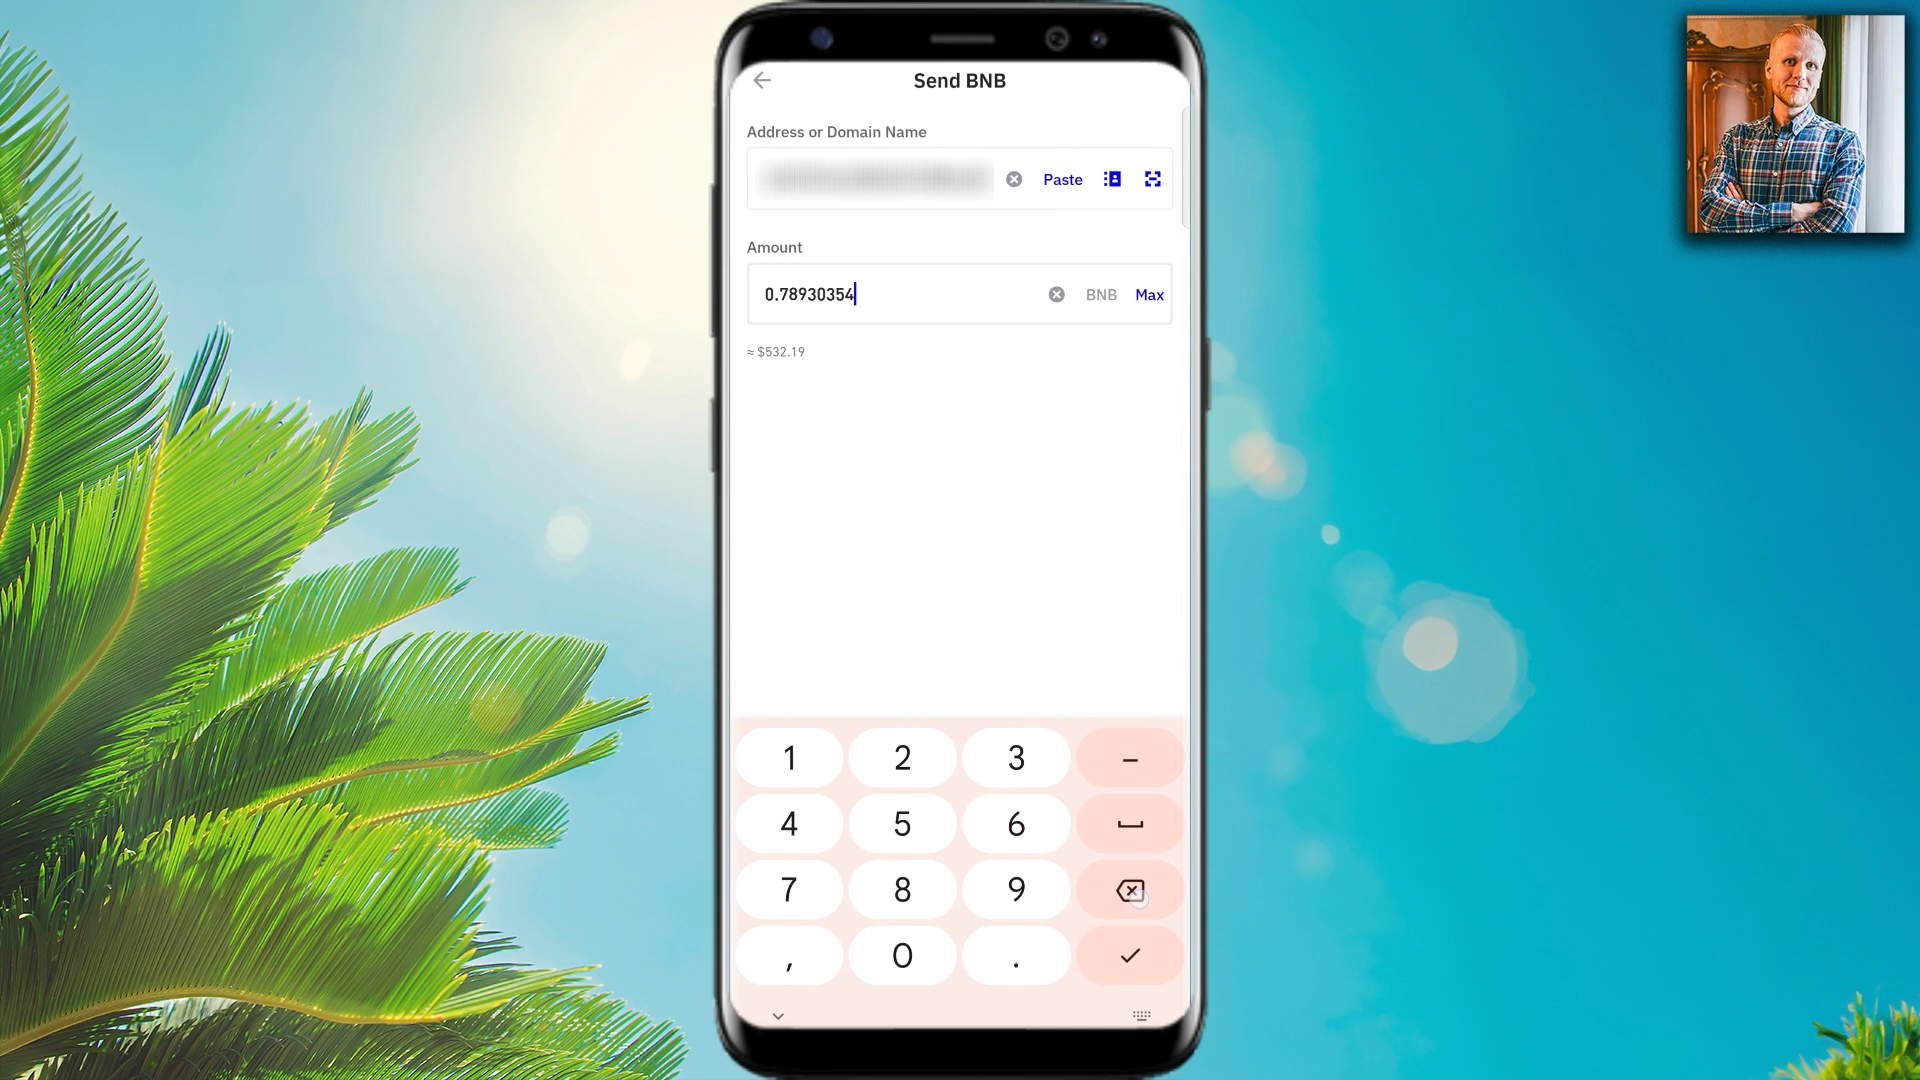 Send BNB
Address or Domain Name
Paste
Amount
0.78930354 BNB Max
≈ $532.19
1 2 3 –
4 5 6
7 8 9
, 0 .